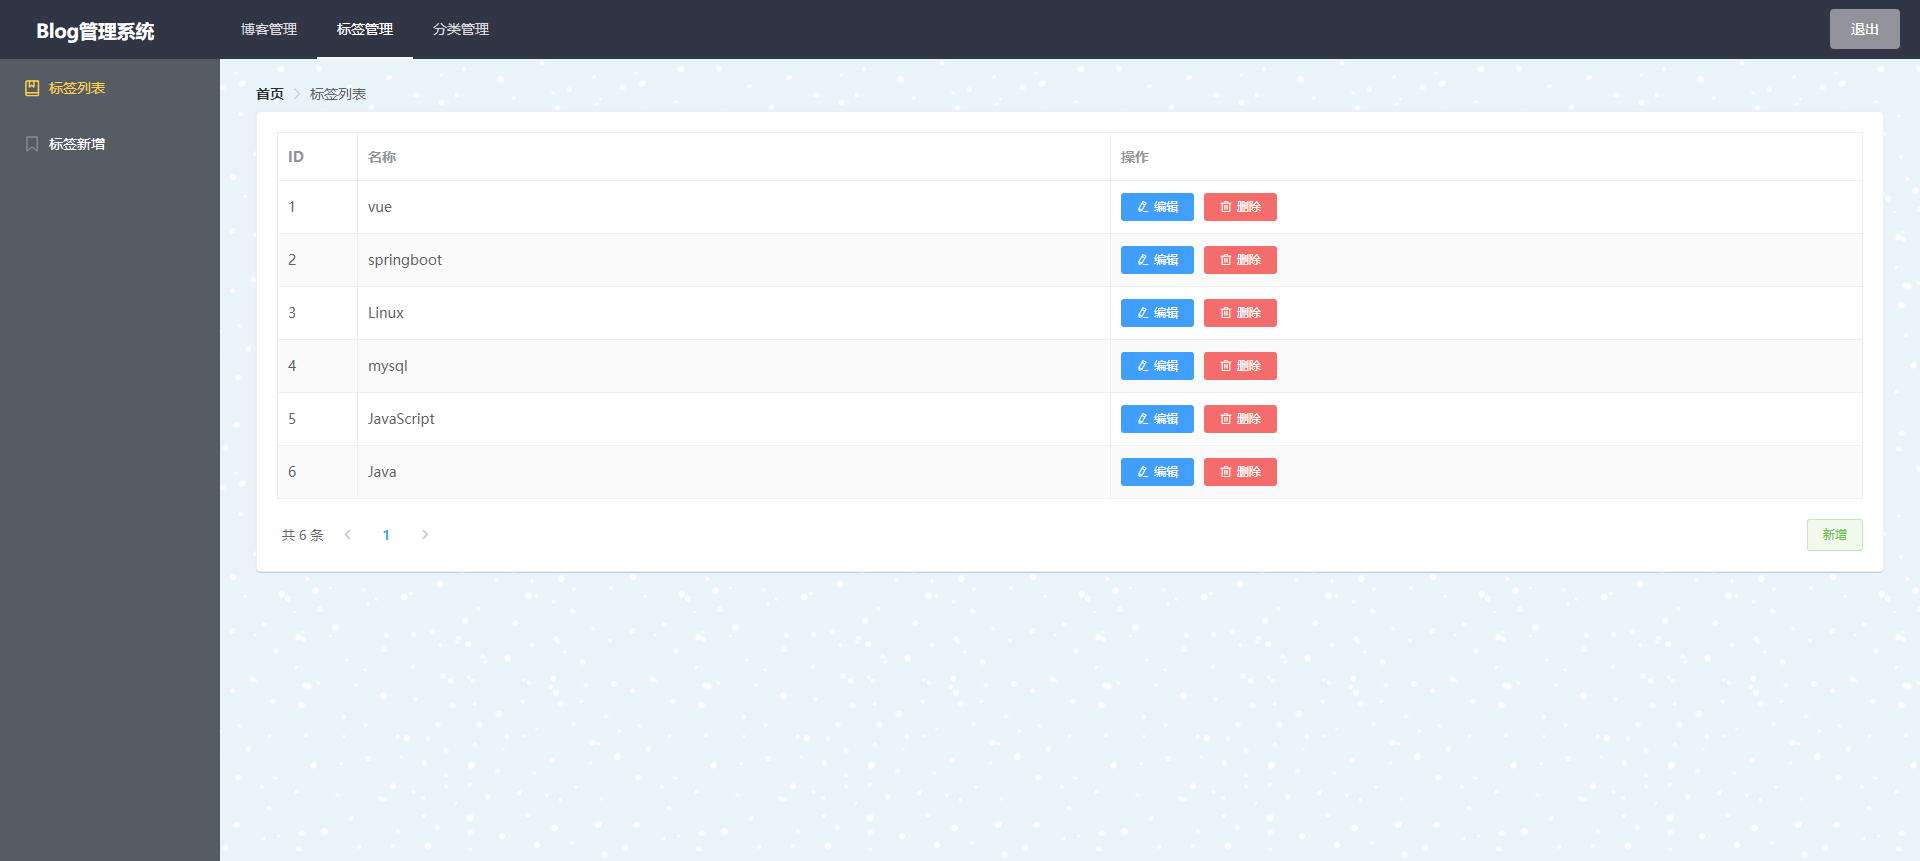 Blog管理系统 博客管理 标签管理 分类管理 退出
标签列表
标签新增
首页 标签列表
ID 名称 操作
1 vue 编辑 删除
2 springboot 编辑 删除
3 Linux 编辑 删除
4 mysql 编辑 删除
5 JavaScript 编辑 删除
6 Java 编辑 删除
共 6 条 1 新增